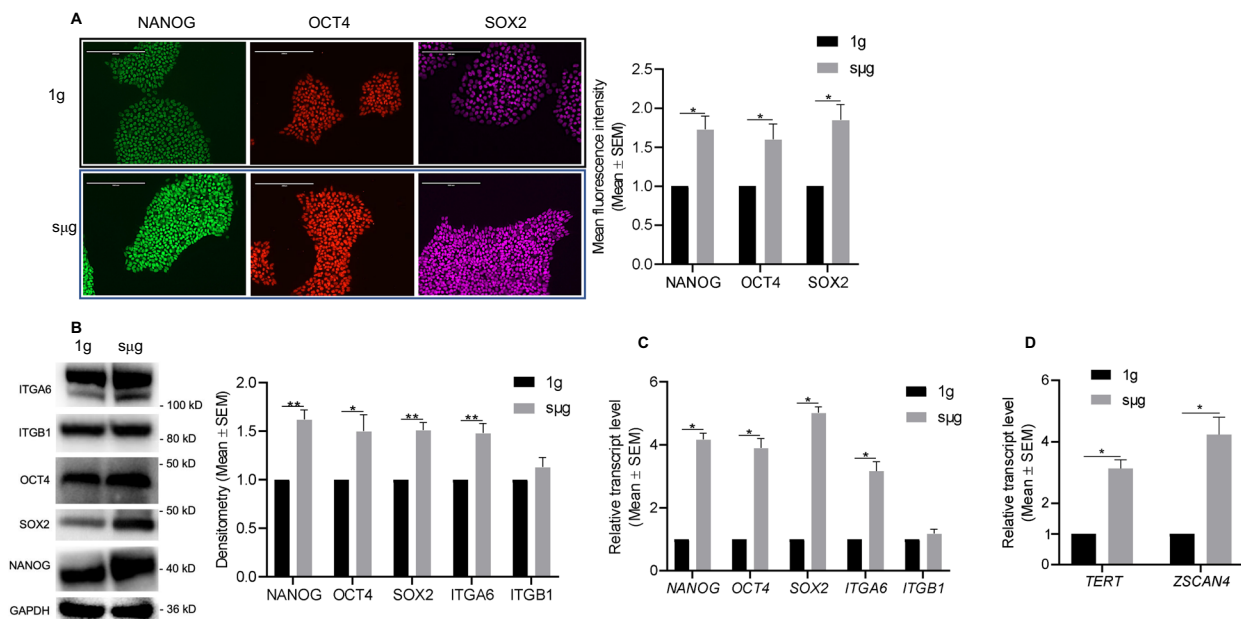 A
NANOG OCT4 SOX2
1g
sμg
1g
sμg
Mean fluorescence intensity
(Mean ± SEM)
2.5
2.0
1.5
1.0
0.5
0.0
* * *
NANOG OCT4 SOX2
B
1g sμg
ITGA6
- 100 kD
ITGB1
- 80 kD
- 50 kD
OCT4
- 50 kD
SOX2
NANOG
- 40 kD
GAPDH
- 36 kD
1g
sμg
Densitometry (Mean ± SEM)
2.0
1.5
1.0
0.5
0.0
** * ** **
NANOG OCT4 SOX2 ITGA6 ITGB1
C
1g
sμg
Relative transcript level
(Mean ± SEM)
6
4
2
0
* * * *
NANOG OCT4 SOX2 ITGA6 ITGB1
D
1g
sμg
Relative transcript level
(Mean ± SEM)
6
4
2
0
* *
TERT ZSCAN4